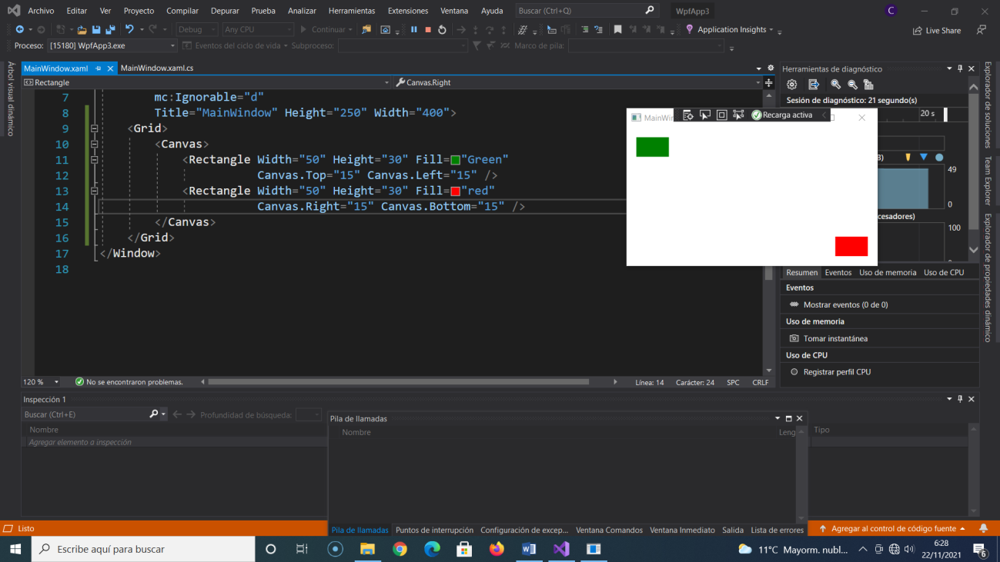 Archivo Editar Ver Proyecto Compilar Depurar Prueba Analizar Herramientas Extensiones Ventana Ayuda Buscar (Ctrl+Q) WpfApp3 C
Debug Any CPU Continuar Application Insights Live Share
Proceso: [15180] WpfApp3.exe Eventos del ciclo de vida Subproceso: Marco de pila:
Árbol visual dinámico
MainWindow.xaml MainWindow.xaml.cs
Rectangle Canvas.Right
7 mc:Ignorable="d"
8 Title="MainWindow" Height="250" Width="400">
9 <Grid>
10 <Canvas>
11 <Rectangle Width="50" Height="30" Fill="Green"
12 Canvas.Top="15" Canvas.Left="15" />
13 <Rectangle Width="50" Height="30" Fill="red"
14 Canvas.Right="15" Canvas.Bottom="15" />
15 </Canvas>
16 </Grid>
17 </Window>
18
120 % No se encontraron problemas. Línea: 14 Carácter: 24 SPC CRLF
MainWin Recarga activa
Herramientas de diagnóstico
Sesión de diagnóstico: 21 segundo(s)
20 s
49
0
cesadores)
100
Resumen Eventos Uso de memoria Uso de CPU
Eventos
Mostrar eventos (0 de 0)
Uso de memoria
Tomar instantánea
Uso de CPU
Registrar perfil CPU
Explorador de soluciones
Team Explorer
Explorador de propiedades dinámico
Inspección 1
Buscar (Ctrl+E) Profundidad de búsqueda:
Nombre Tipo
Agregar elemento a inspección
Pila de llamadas
Nombre Leng
Pila de llamadas Puntos de interrupción Configuración de excep... Ventana Comandos Ventana Inmediato Salida Lista de errores
Listo Agregar al control de código fuente
Escribe aquí para buscar 11°C Mayorm. nubl... 6:28
22/11/2021 6